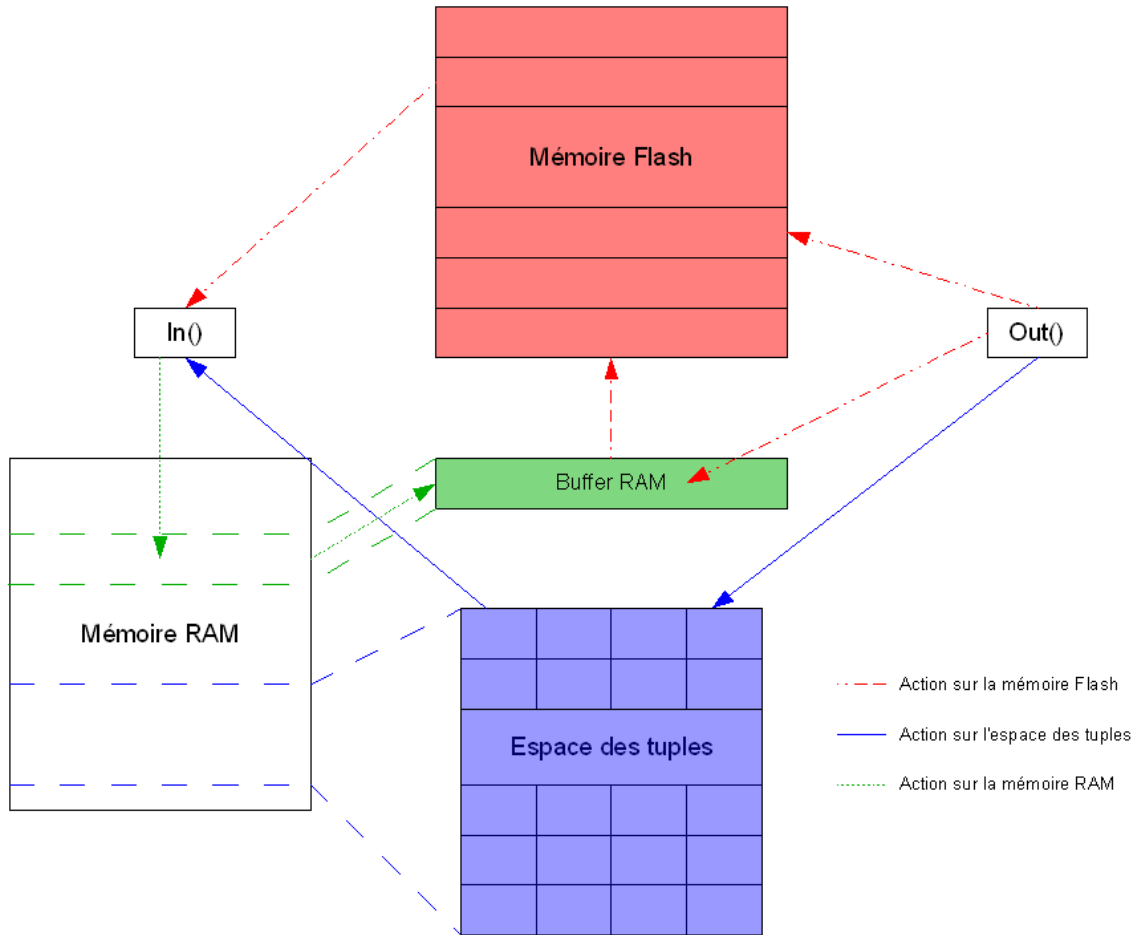 Mémoire Flash
In()
Out()
Buffer RAM
Mémoire RAM
Espace des tuples
Action sur la mémoire Flash
Action sur l'espace des tuples
Action sur la mémoire RAM